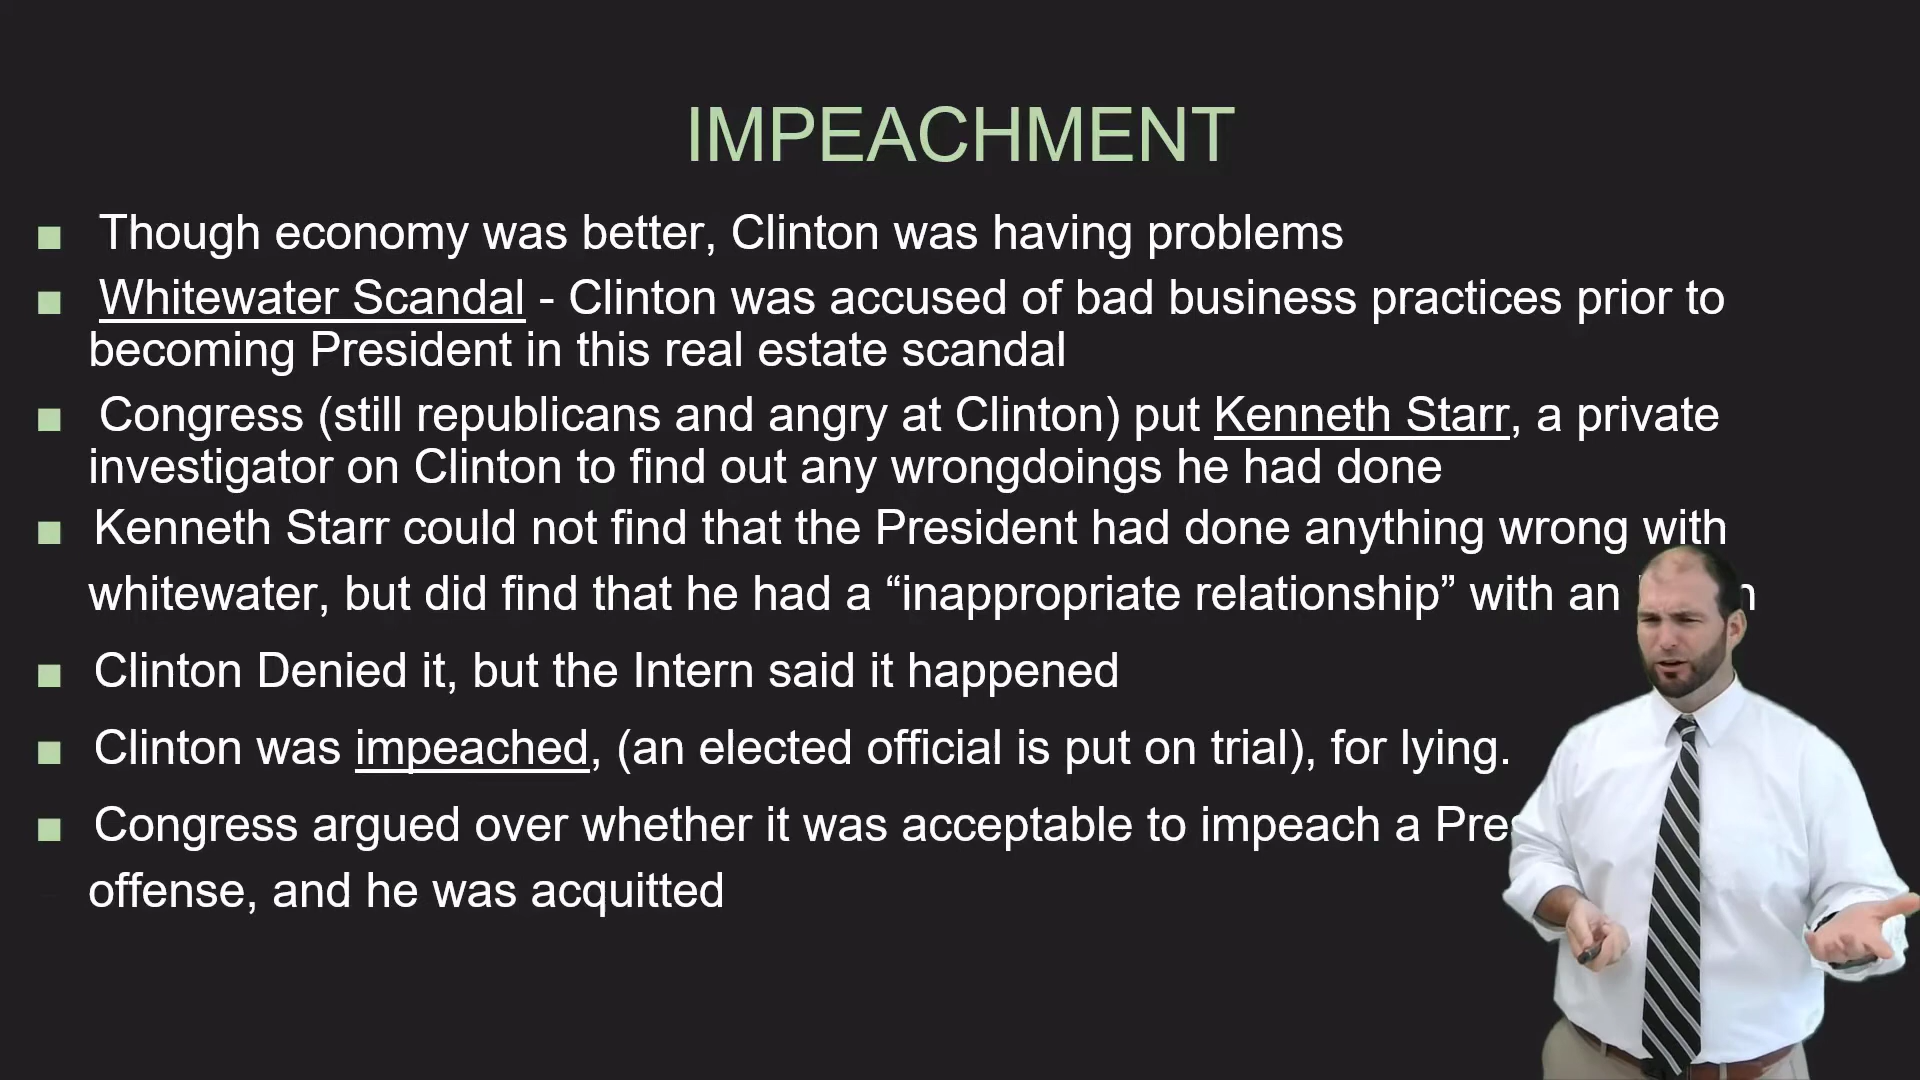 IMPEACHMENT
Though economy was better, Clinton was having problems
Whitewater Scandal - Clinton was accused of bad business practices prior to
becoming President in this real estate scandal
Congress (still republicans and angry at Clinton) put Kenneth Starr, a private
investigator on Clinton to find out any wrongdoings he had done
Kenneth Starr could not find that the President had done anything wrong with
whitewater, but did find that he had a “inappropriate relationship” with an
Clinton Denied it, but the Intern said it happened
Clinton was impeached, (an elected official is put on trial), for lying.
Congress argued over whether it was acceptable to impeach a
offense, and he was acquitted